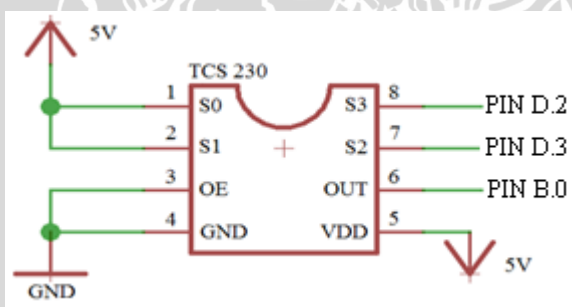 5V
TCS 230
1 S0 S3 8 PIN D.2
2 S1 S2 7 PIN D.3
3 OE OUT 6 PIN B.0
4 GND VDD 5
5V
GND